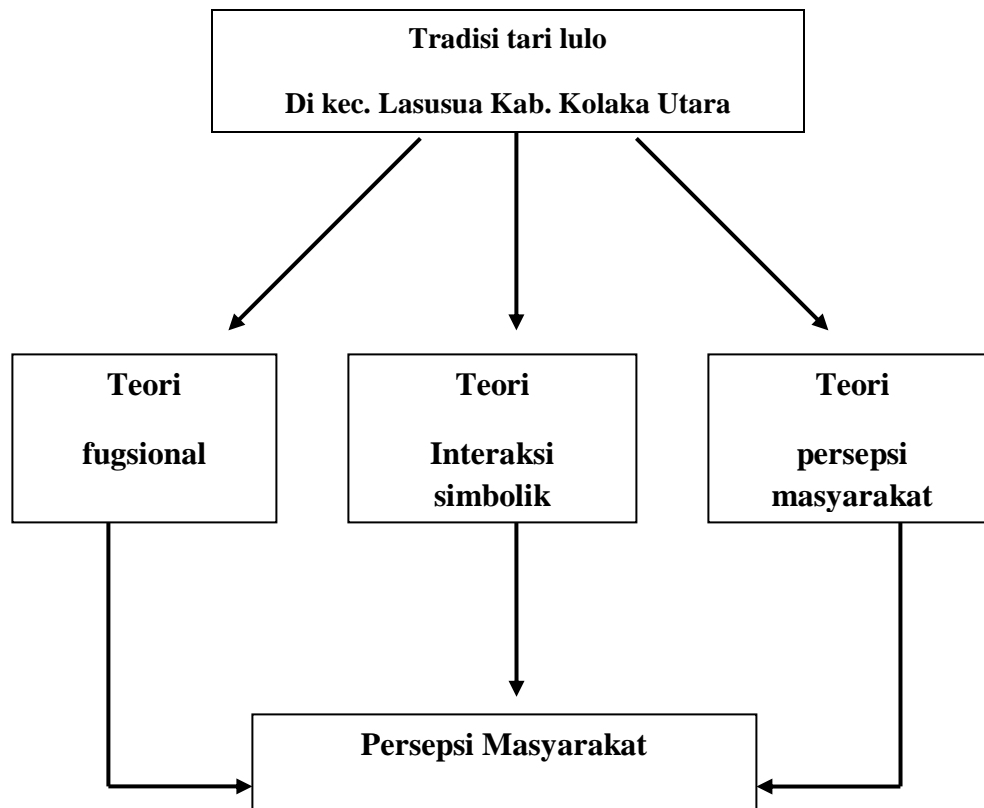 Tradisi tari lulo
Di kec. Lasusua Kab. Kolaka Utara
Teori
fugsional
Teori
Interaksi
simbolik
Teori
persepsi
masyarakat
Persepsi Masyarakat